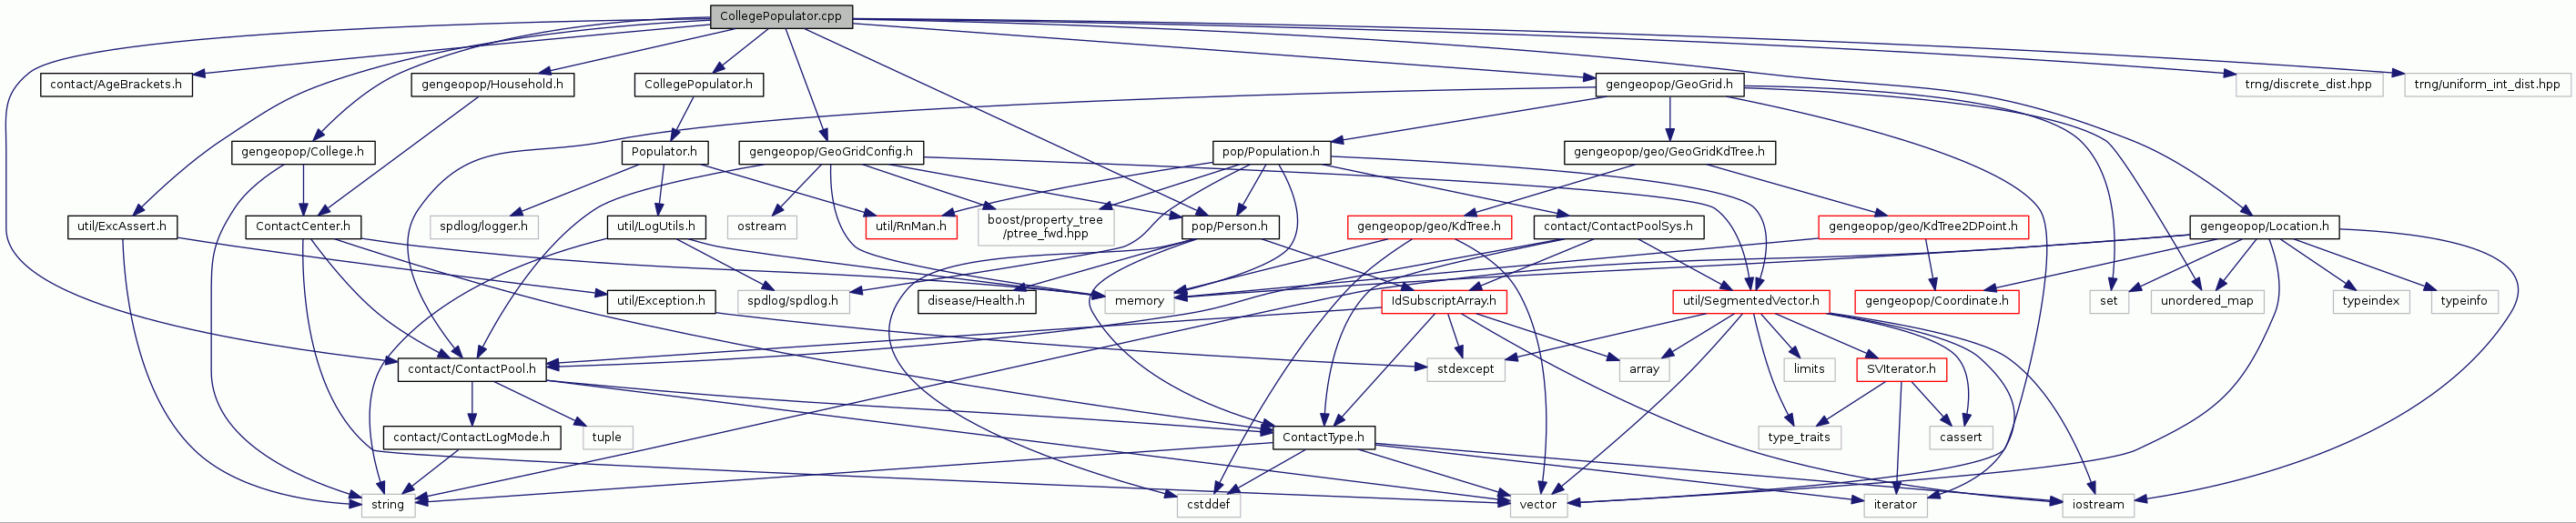 CollegePopulator.cpp
contact/AgeBrackets.h
gengeopop/Household.h
CollegePopulator.h
gengeopop/GeoGrid.h
trng/discrete_dist.hpp
trng/uniform_int_dist.hpp
gengeopop/College.h
Populator.h
gengeopop/GeoGridConfig.h
pop/Population.h
gengeopop/geo/GeoGridKdTree.h
util/ExcAssert.h
ContactCenter.h
spdlog/logger.h
util/LogUtils.h
ostream
util/RnMan.h
boost/property_tree
/ptree_fwd.hpp
pop/Person.h
gengeopop/geo/KdTree.h
contact/ContactPoolSys.h
gengeopop/geo/KdTree2DPoint.h
gengeopop/Location.h
util/Exception.h
spdlog/spdlog.h
disease/Health.h
memory
IdSubscriptArray.h
util/SegmentedVector.h
gengeopop/Coordinate.h
set
unordered_map
typeindex
typeinfo
contact/ContactPool.h
stdexcept
array
limits
SVIterator.h
contact/ContactLogMode.h
tuple
ContactType.h
type_traits
cassert
string
cstddef
vector
iterator
iostream